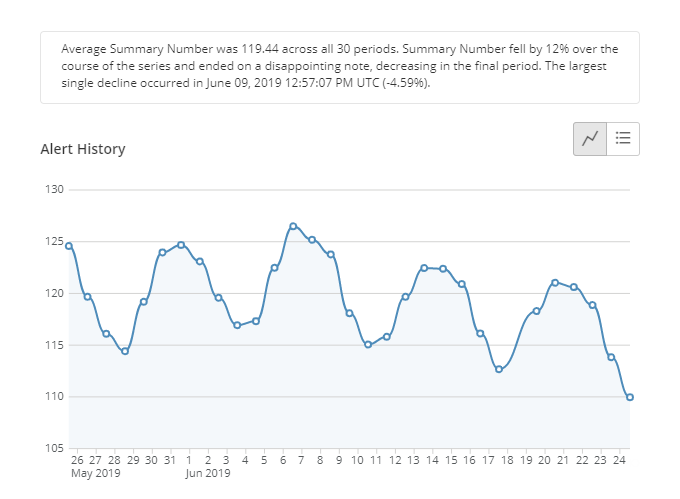 Average Summary Number was 119.44 across all 30 periods. Summary Number fell by 12% over the
course of the series and ended on a disappointing note, decreasing in the final period. The largest
single decline occurred in June 09, 2019 12:57:07 PM UTC (-4.59%).
Alert History
130
125
120
115
110
105
26 27 28 29 30 31 1 2 3 4 5 6 7 8 9 10 11 12 13 14 15 16 17 18 19 20 21 22 23 24
May 2019 Jun 2019